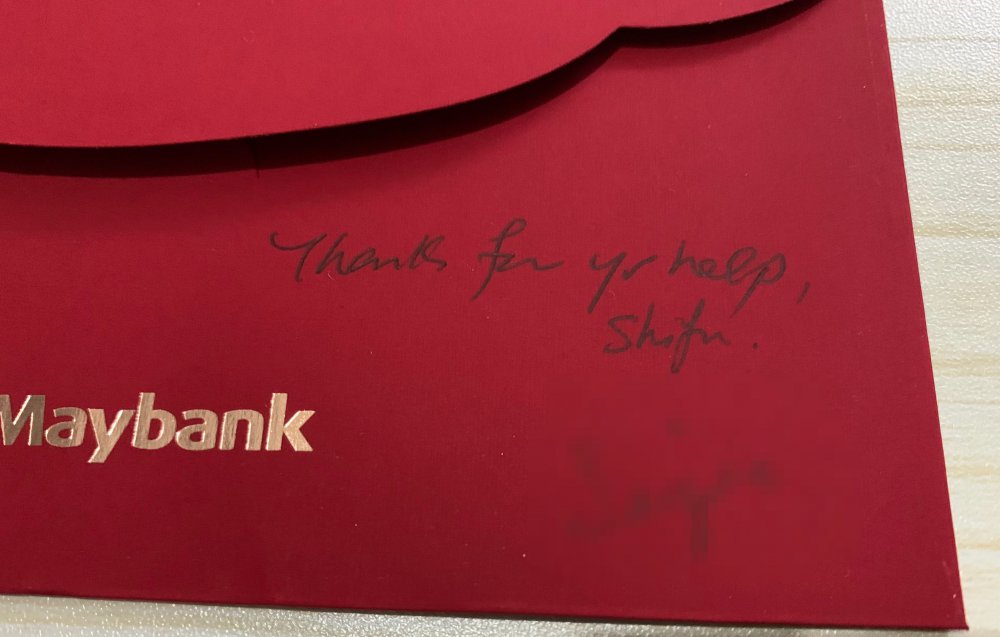 Thanks for yr help,
Shifu.
Maybank